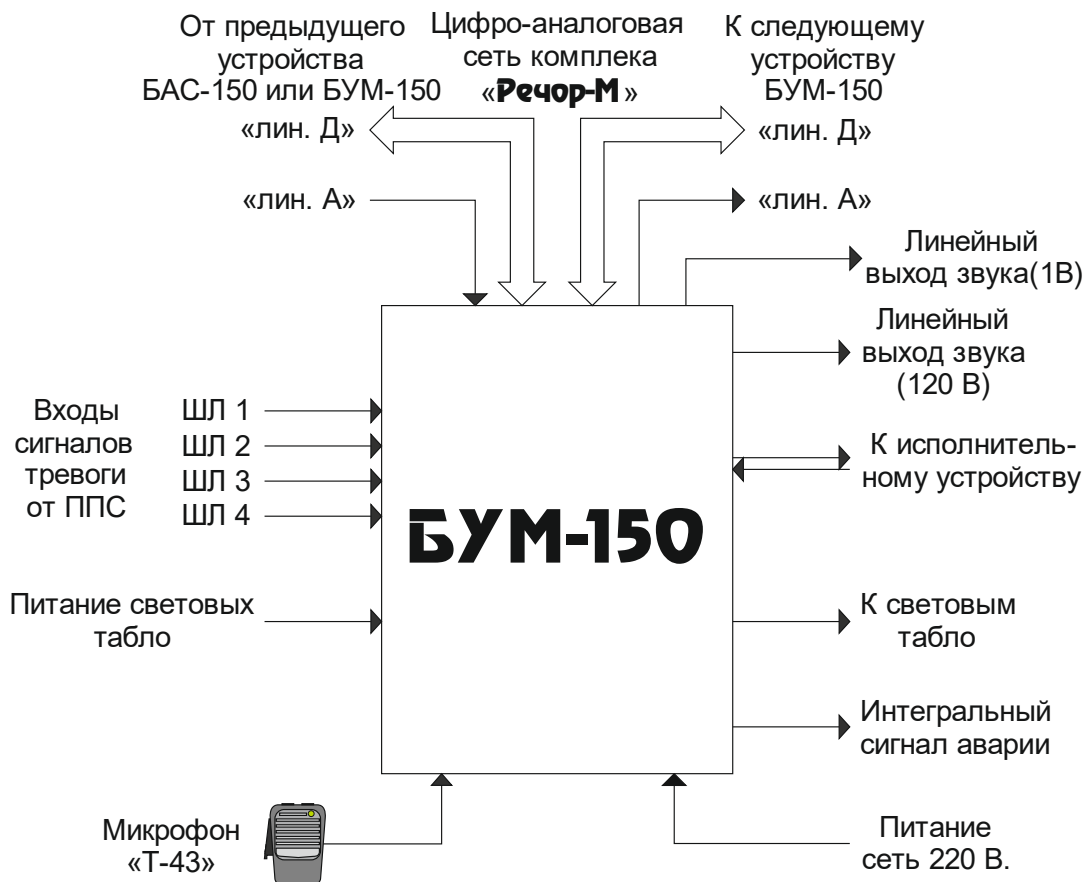 От предыдущего
устройства
БАС-150 или БУМ-150
«лин. Д»
«лин. А»
Цифро-аналоговая
сеть комплека
«Речор-М»
К следующему
устройству
БУМ-150
«лин. Д»
«лин. А»
Линейный
выход звука(1В)
Линейный
выход звука
(120 В)
Входы
сигналов
тревоги
от ППС
ШЛ 1
ШЛ 2
ШЛ 3
ШЛ 4
К исполнитель-
ному устройству
БУМ-150
Питание световых
табло
К световым
табло
Интегральный
сигнал аварии
Микрофон
«Т-43»
Питание
сеть 220 В.